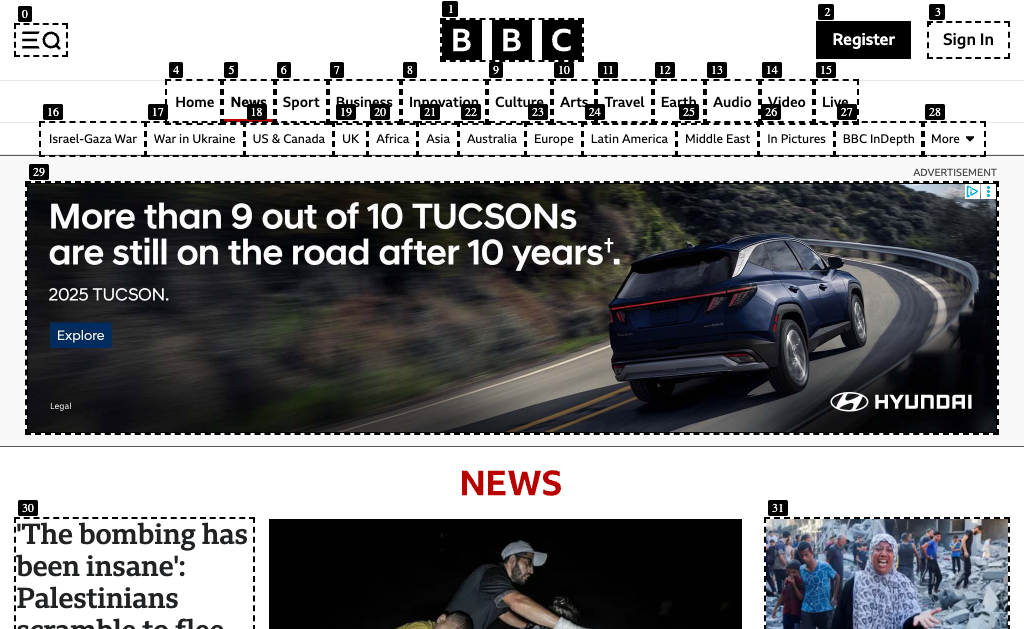 0
1
2
3
BBC
Register
Sign In
4
5
6
7
8
9
10
11
12
13
14
15
Home
News
Sport
Business
Innovation
Culture
Arts
Travel
Earth
Audio
Video
Live
16
17
18
19
20
21
22
23
24
25
26
27
28
Israel-Gaza War
War in Ukraine
US & Canada
UK
Africa
Asia
Australia
Europe
Latin America
Middle East
In Pictures
BBC InDepth
More
29
ADVERTISEMENT
More than 9 out of 10 TUCSONs
are still on the road after 10 years†.
2025 TUCSON.
Explore
Legal
HYUNDAI
NEWS
30
31
'The bombing has
been insane':
Palestinians
scramble to flee